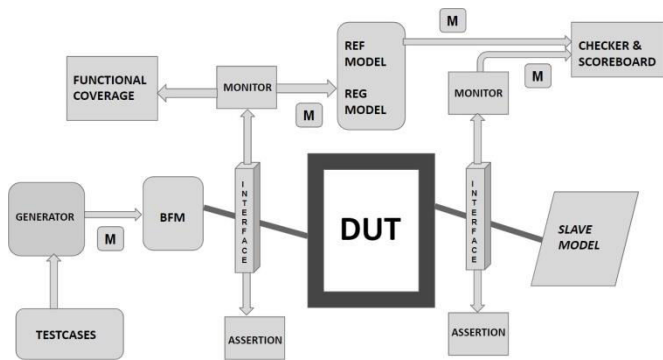 M
REF
MODEL
REG
MODEL
CHECKER &
SCOREBOARD
FUNCTIONAL
COVERAGE
MONITOR
M
MONITOR
M
GENERATOR
M
BFM
INTERFACE
DUT
INTERFACE
SLAVE
MODEL
TESTCASES
ASSERTION
ASSERTION